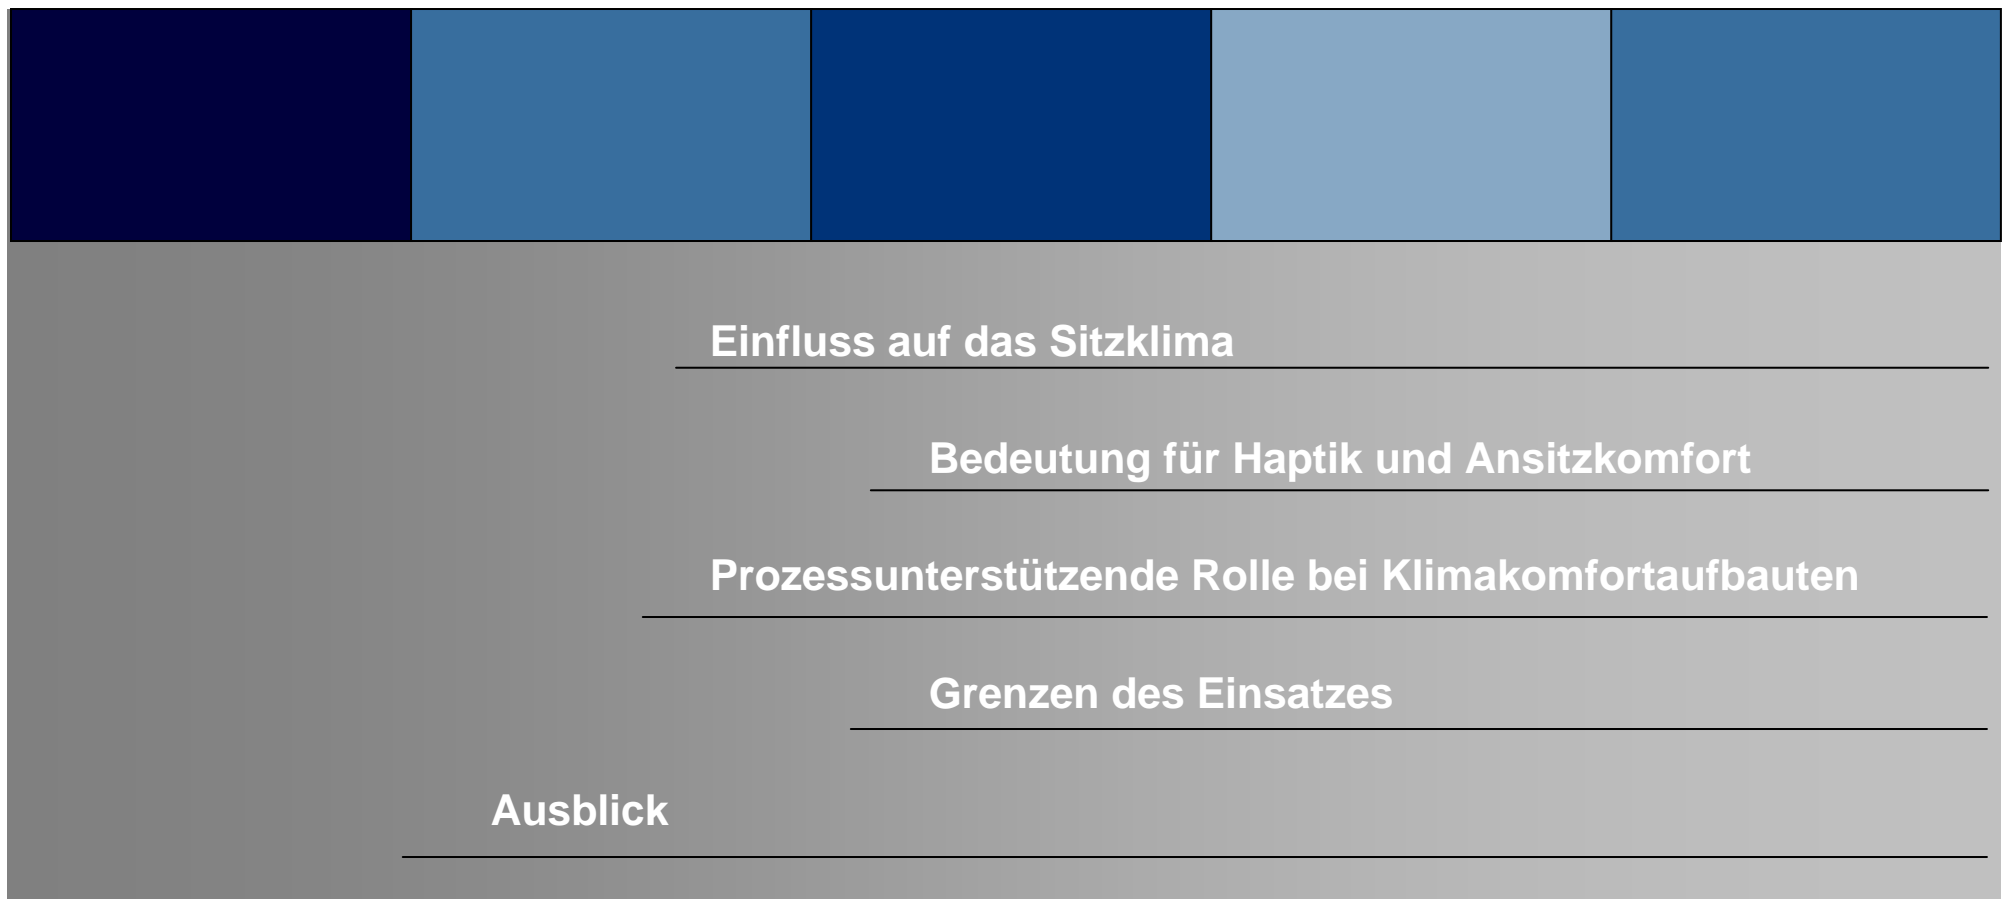 Einfluss auf das Sitzklima
Bedeutung für Haptik und Ansitzkomfort
Prozessunterstützende Rolle bei Klimakomfortaufbauten
Grenzen des Einsatzes
Ausblick